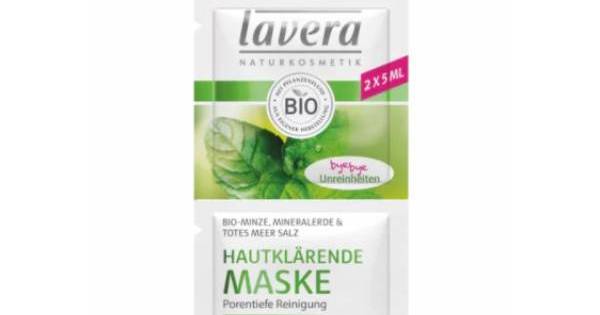 lavera
NATURKOSMETIK
2 X 5 ML
BIO
byebye
Unreinheiten
BIO-MINZE, MINERALERDE &
TOTES MEER SALZ
HAUTKLÄRENDE
MASKE
Porentiefe Reinigung